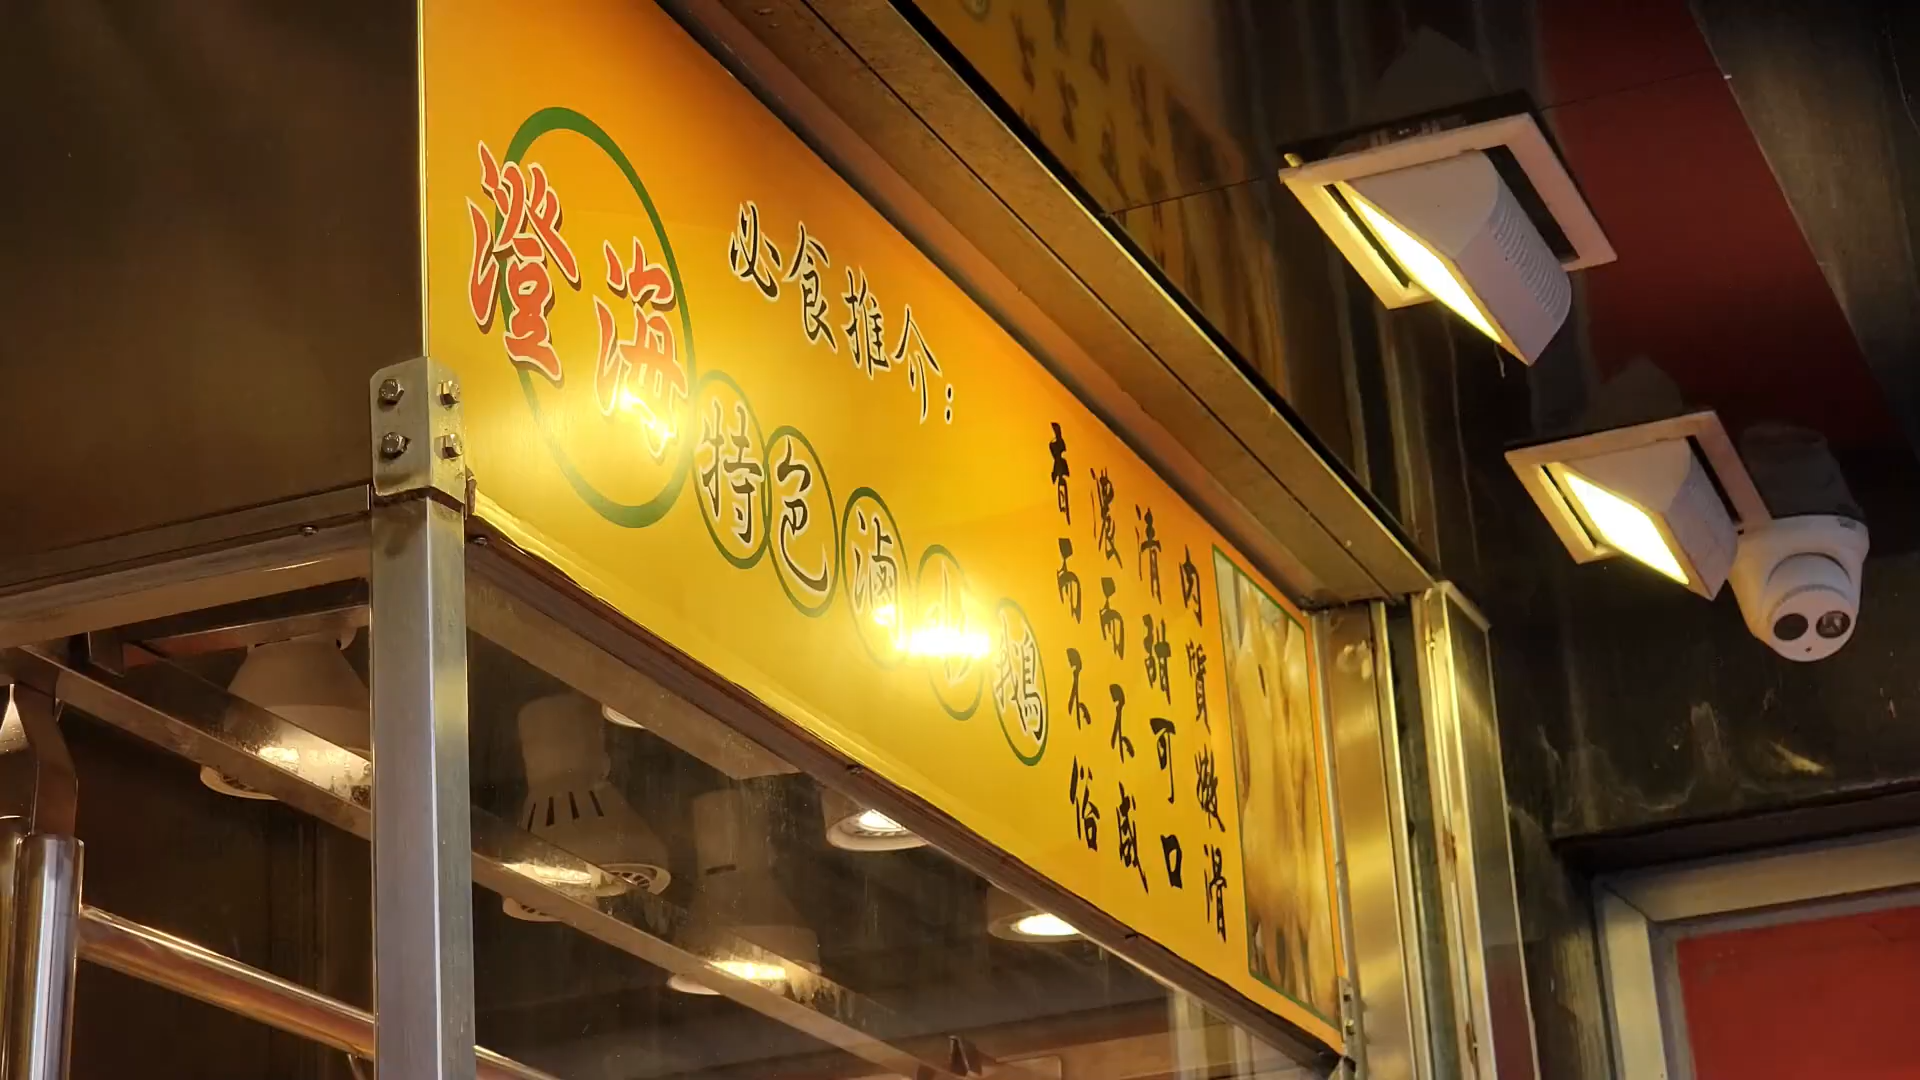 必食推介:
澄海
特色滷水鵝
肉質嫩滑
清甜可口
濃而不咸
香而不俗